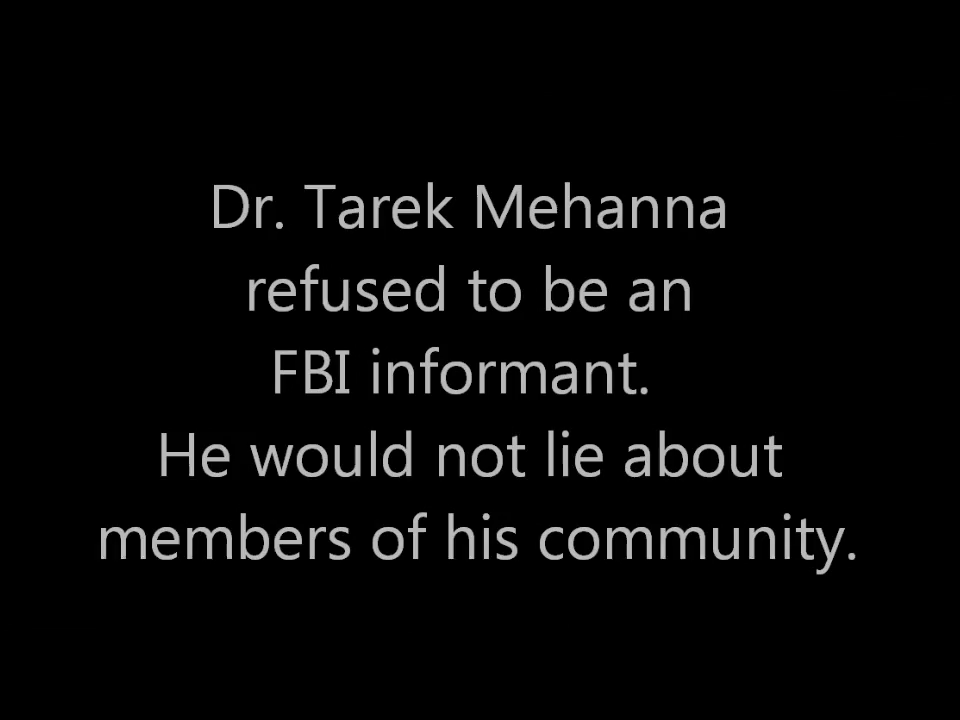 Dr. Tarek Mehanna
refused to be an
FBI informant.
He would not lie about
members of his community.